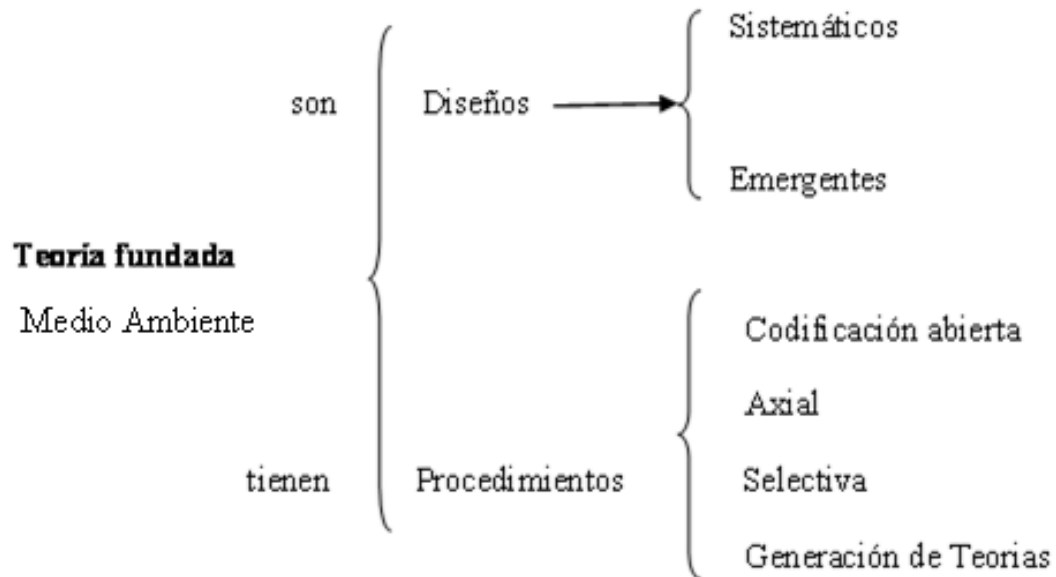 Sistemáticos
son
Diseños
Emergentes
Teoría fundada
Medio Ambiente
Codificación abierta
Axial
tienen
Procedimientos
Selectiva
Generación de Teorias